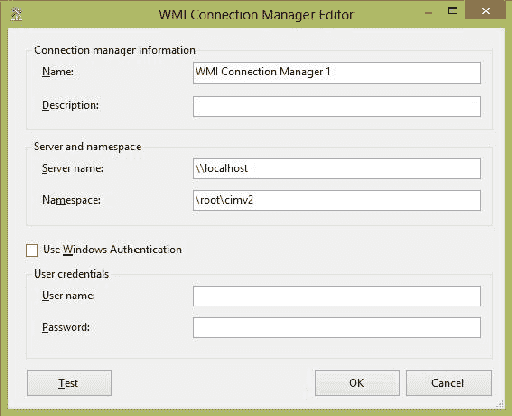 WMI Connection Manager Editor
Connection manager information
Name: WMI Connection Manager 1
Description:
Server and namespace
Server name: \\localhost
Namespace: \root\cimv2
Use Windows Authentication
User credentials
User name:
Password:
Test OK Cancel